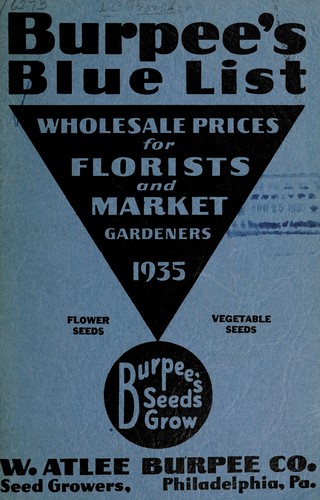 Burpee's
Blue List
WHOLESALE PRICES
for
FLORISTS
and
MARKET
GARDENERS
1935
FLOWER
SEEDS
VEGETABLE
SEEDS
Burpee's
Seeds
Grow
W. ATLEE BURPEE CO.
Seed Growers, Philadelphia, Pa.